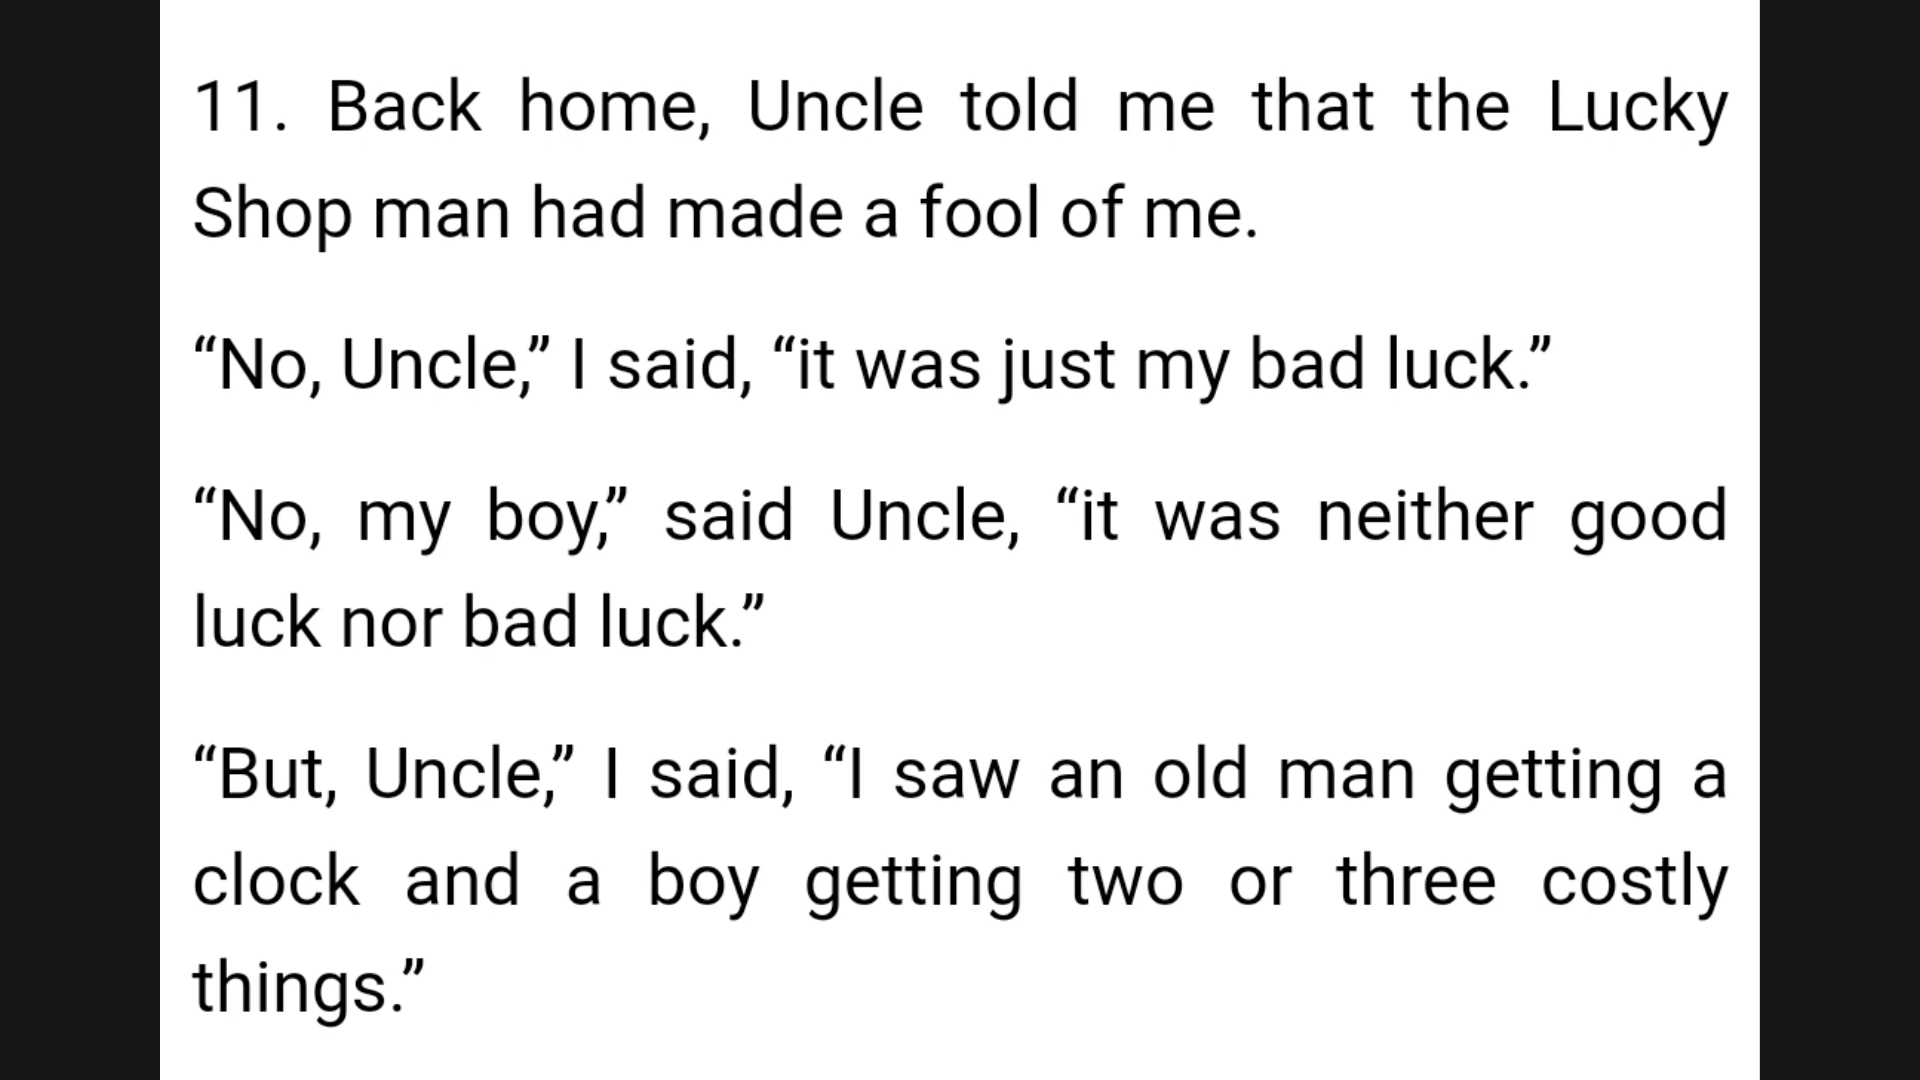 11. Back home, Uncle told me that the Lucky
Shop man had made a fool of me.
“No, Uncle,” I said, “it was just my bad luck.”
“No, my boy,” said Uncle, “it was neither good
luck nor bad luck.”
“But, Uncle,” I said, “I saw an old man getting a
clock and a boy getting two or three costly
things.”